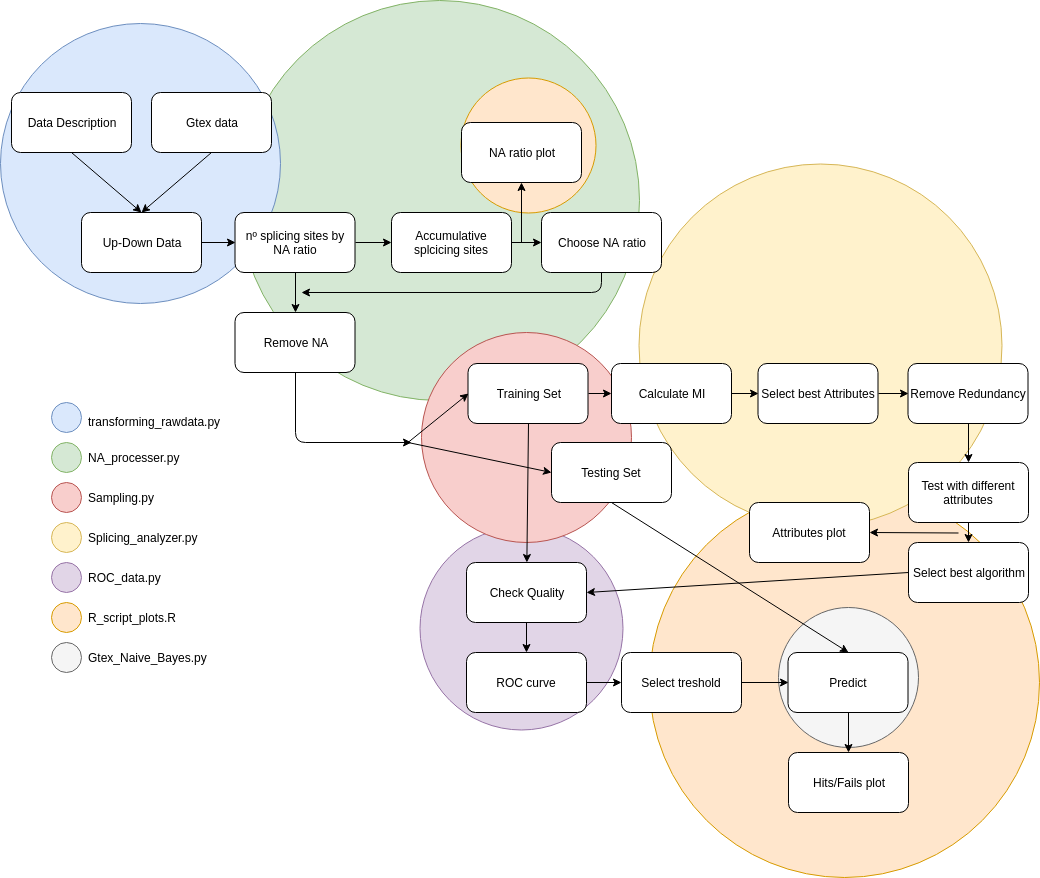 Data Description
Gtex data
NA ratio plot
Up-Down Data
nº splicing sites by
NA ratio
Accumulative
splcicing sites
Choose NA ratio
Remove NA
Training Set
Calculate MI
Select best Attributes
Remove Redundancy
Testing Set
Test with different
attributes
Attributes plot
Select best algorithm
Check Quality
ROC curve
Select treshold
Predict
Hits/Fails plot
transforming_rawdata.py
NA_processer.py
Sampling.py
Splicing_analyzer.py
ROC_data.py
R_script_plots.R
Gtex_Naive_Bayes.py